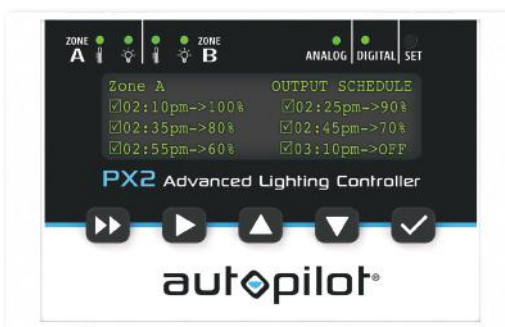 ZONE A ZONE B ANALOG DIGITAL SET
Zone A OUTPUT SCHEDULE
☑02:10pm->100% ☑02:25pm->90%
☑02:35pm->80% ☑02:45pm->70%
☑02:55pm->60% ☑03:10pm->OFF
PX2 Advanced Lighting Controller
autopilot®